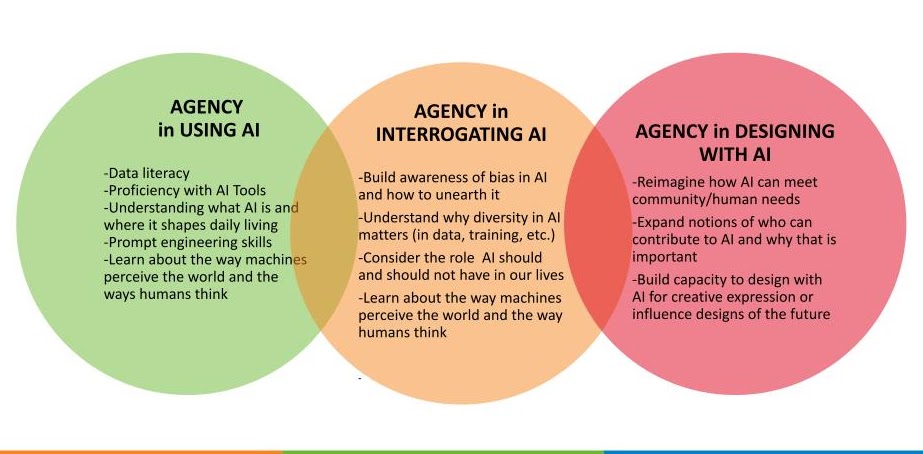 AGENCY
in USING AI
-Data literacy
-Proficiency with AI Tools
-Understanding what AI is and
where it shapes daily living
-Prompt engineering skills
-Learn about the way machines
perceive the world and the
ways humans think
AGENCY in
INTERROGATING AI
-Build awareness of bias in AI
and how to unearth it
-Understand why diversity in AI
matters (in data, training, etc.)
-Consider the role  AI should
and should not have in our lives
-Learn about the way machines
perceive the world and the way
humans think
-
AGENCY in DESIGNING
WITH AI
-Reimagine how AI can meet
community/human needs
-Expand notions of who can
contribute to AI and why that is
important
-Build capacity to design with
AI for creative expression or
influence designs of the future